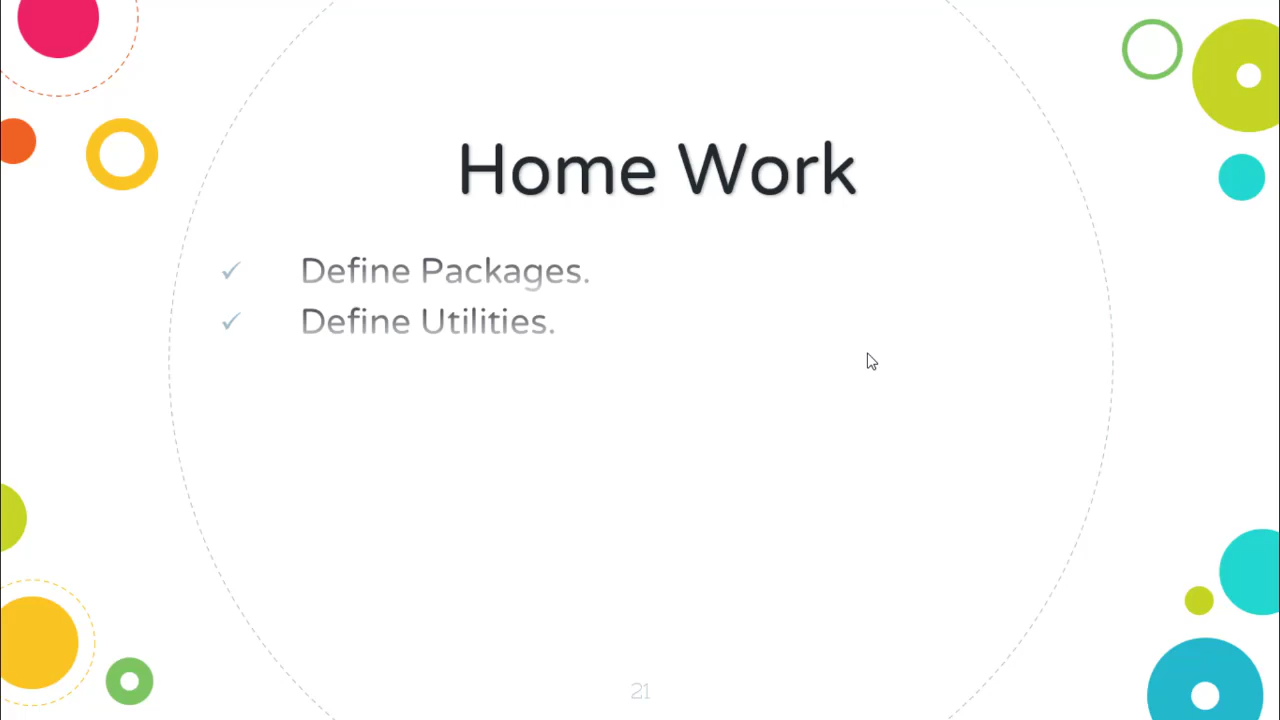 Home Work
✓ Define Packages.
✓ Define Utilities.
21